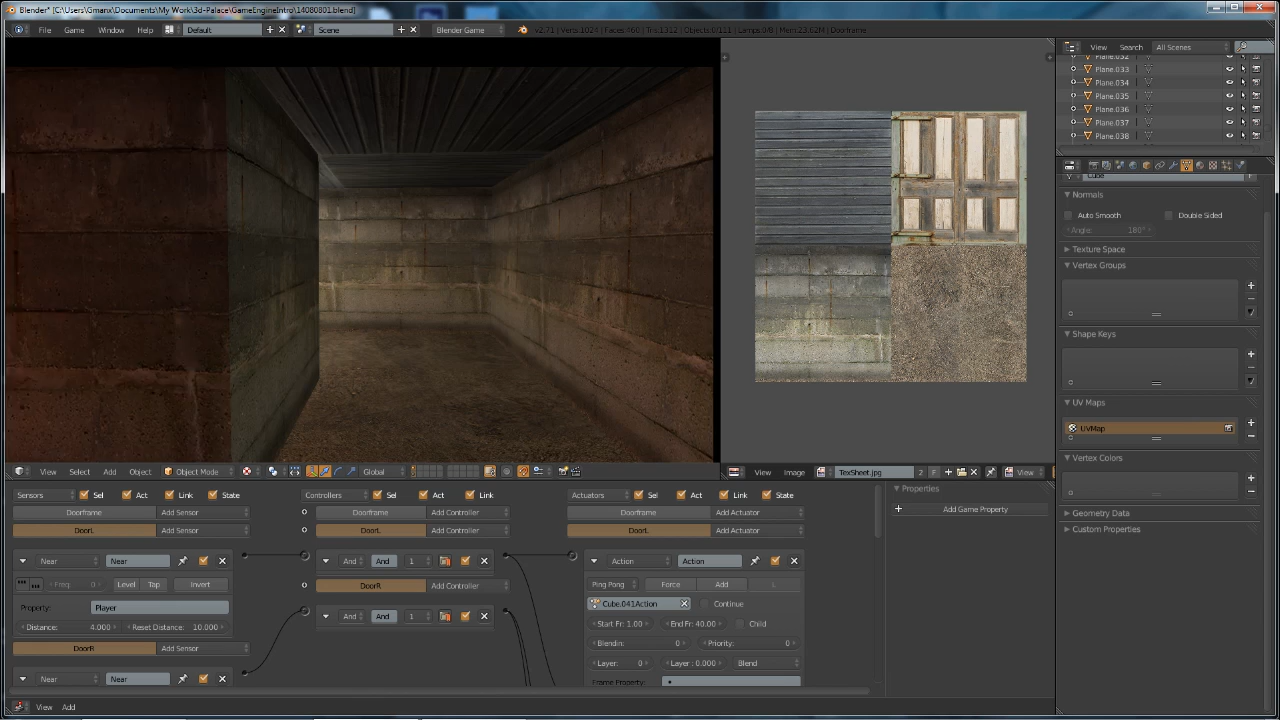 Blender* [C:\Users\Gmanx\Documents\My Work\3d-Palace\GameEngineIntro\14080801.blend]
File Game Window Help Default Scene Blender Game v2.71 | Verts:1024 | Faces:460 | Tris:1312 | Objects:0/111 | Lamps:0/8 | Mem:23.62M | Doorframe
View Search All Scenes
Plane.032
Plane.033
Plane.034
Plane.035
Plane.036
Plane.037
Plane.038
Cube F
Normals
Auto Smooth Double Sided
Angle: 180°
Texture Space
Vertex Groups
Shape Keys
UV Maps
UVMap
Vertex Colors
Geometry Data
Custom Properties
View Select Add Object Object Mode Global
View Image TexSheet.jpg 2 F View
Sensors Sel Act Link State
Doorframe Add Sensor
DoorL Add Sensor
Near Near
Freq: 0 Level Tap Invert
Property: Player
Distance: 4.000 Reset Distance: 10.000
DoorR Add Sensor
Near Near
Controllers Sel Act Link
Doorframe Add Controller
DoorL Add Controller
And And 1
DoorR Add Controller
And And 1
Actuators Sel Act Link State
Doorframe Add Actuator
DoorL Add Actuator
Action Action
Ping Pong Force Add L
Cube.041Action Continue
Start Fr: 1.00 End Fr: 40.00 Child
Blendin: 0 Priority: 0
Layer: 0 Layer : 0.000 Blend
Frame Property:
Properties
Add Game Property
View Add